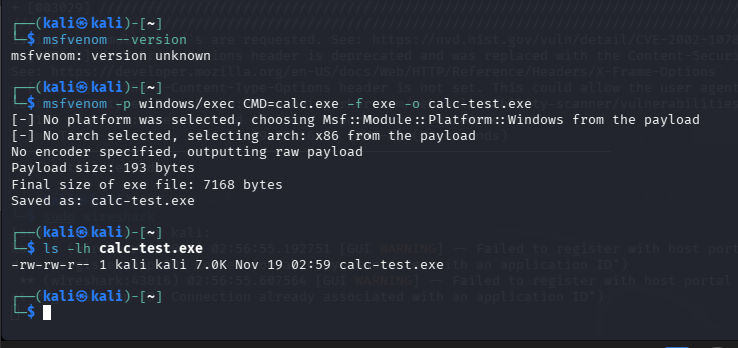 (kali㉿kali)-[~]
$ msfvenom --version
msfvenom: version unknown
(kali㉿kali)-[~]
$ msfvenom -p windows/exec CMD=calc.exe -f exe -o calc-test.exe
[-] No platform was selected, choosing Msf::Module::Platform::Windows from the payload
[-] No arch selected, selecting arch: x86 from the payload
No encoder specified, outputting raw payload
Payload size: 193 bytes
Final size of exe file: 7168 bytes
Saved as: calc-test.exe
(kali㉿kali)-[~]
$ ls -lh calc-test.exe
-rw-rw-r-- 1 kali kali 7.0K Nov 19 02:59 calc-test.exe
(kali㉿kali)-[~]
$